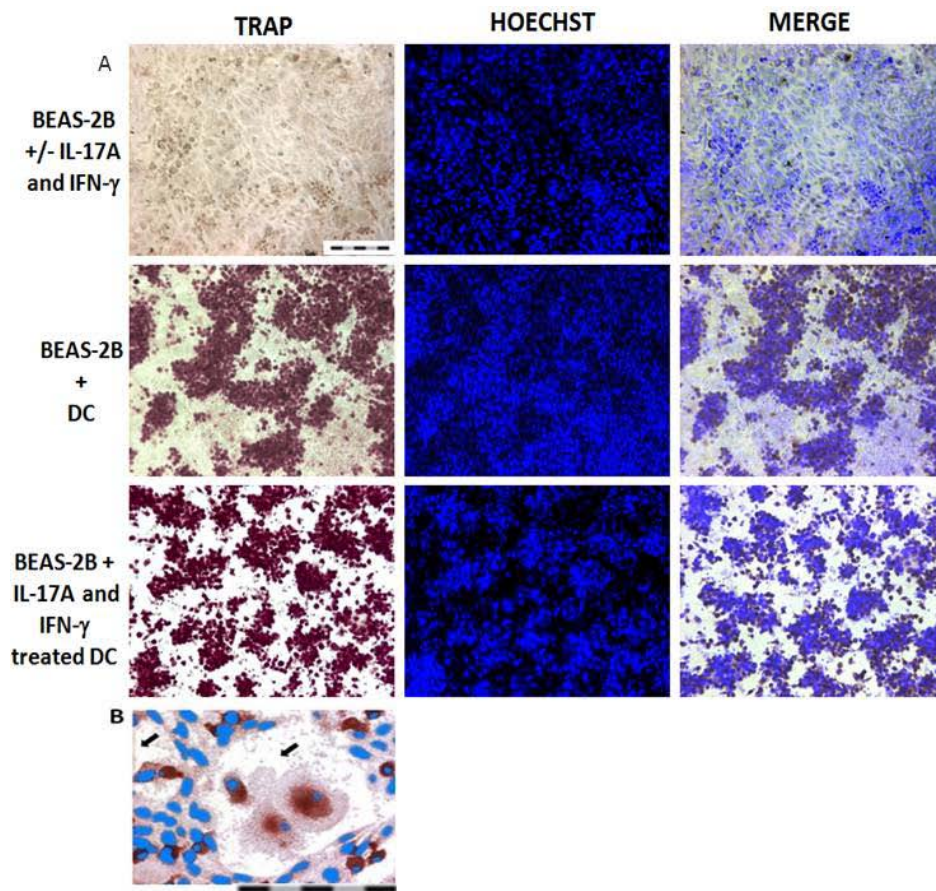 TRAP HOECHST MERGE
A
BEAS-2B
+/- IL-17A
and IFN-γ
BEAS-2B
+
DC
BEAS-2B +
IL-17A and
IFN-γ
treated DC
B